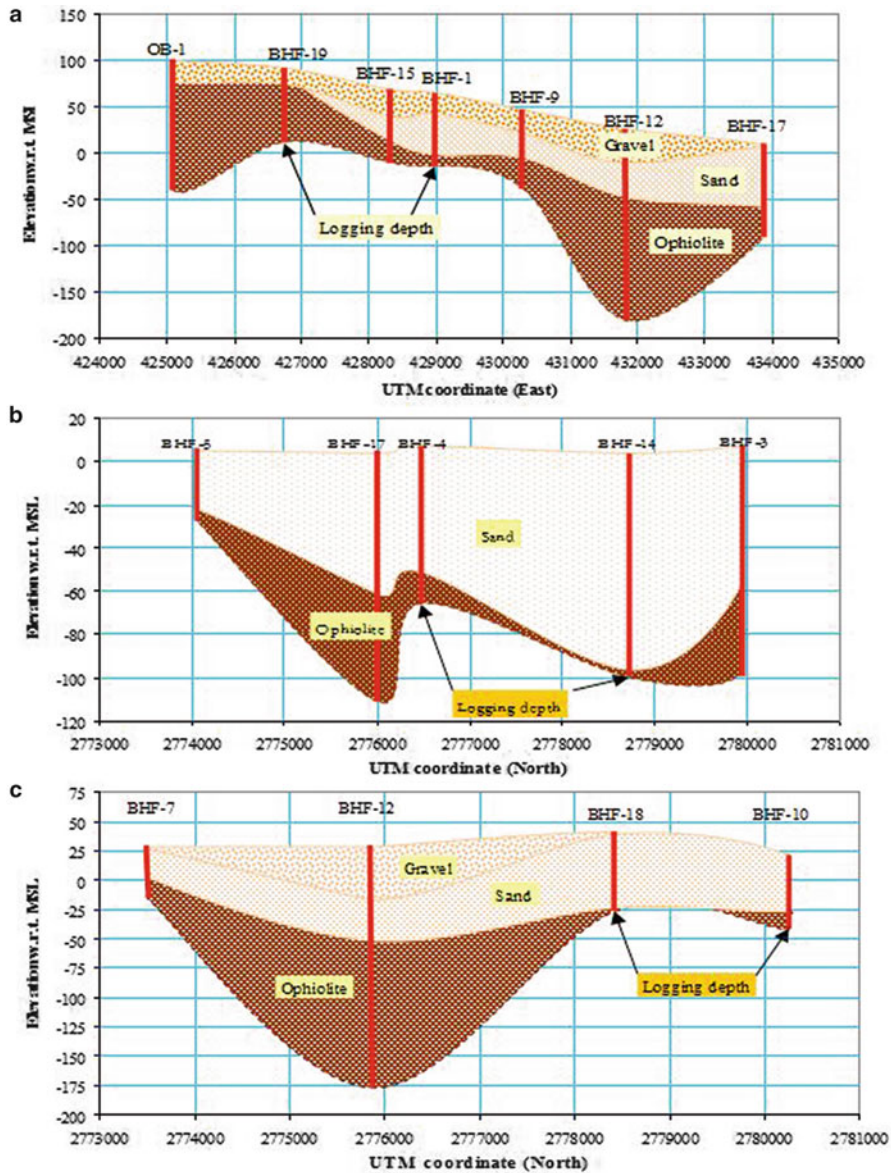 a
150
OB-1
BHF-19
100
BHF-15
BHF-1
BHF-9
BHF-12
BHF-17
50
Gravel
0
Sand
Logging depth
-50
Ophiolite
-100
-150
-200
424000 425000 426000 427000 428000 429000 430000 431000 432000 433000 434000 435000
UTM coordinate (East)
Elevation w.r.t. MSl
b
20
BHF-5 BHF-17 BHF-4 BHF-14 BHF-3
0
-20
Sand
-40
-60
Ophiolite
-80
-100
Logging depth
-120
2773000 2774000 2775000 2776000 2777000 2778000 2779000 2780000 2781000
UTM coordinate (North)
Elevation w.r.t. MSL
c
75
BHF-7 BHF-12 BHF-18 BHF-10
50
25
Gravel
0
Sand
-25
-50
-75
Ophiolite
Logging depth
-100
-125
-150
-175
-200
2773000 2774000 2775000 2776000 2777000 2778000 2779000 2780000 2781000
UTM coordinate (North)
Elevation w.r.t. MSL